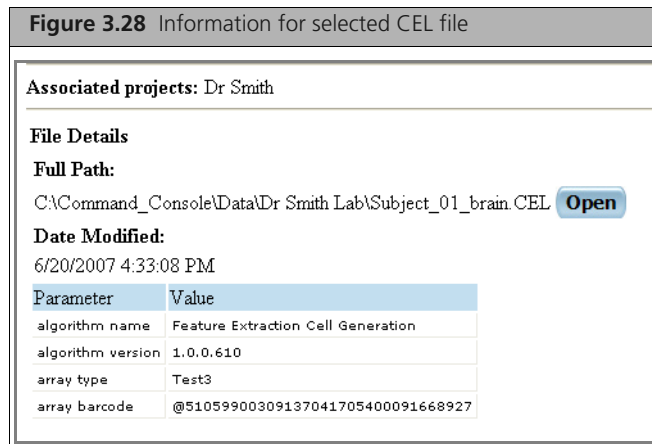 Figure 3.28 Information for selected CEL file
Associated projects: Dr Smith
File Details
Full Path:
C:\Command_Console\Data\Dr Smith Lab\Subject_01_brain.CEL Open
Date Modified:
6/20/2007 4:33:08 PM
Parameter Value
algorithm name Feature Extraction Cell Generation
algorithm version 1.0.0.610
array type Test3
array barcode @51059900309137041705400091668927